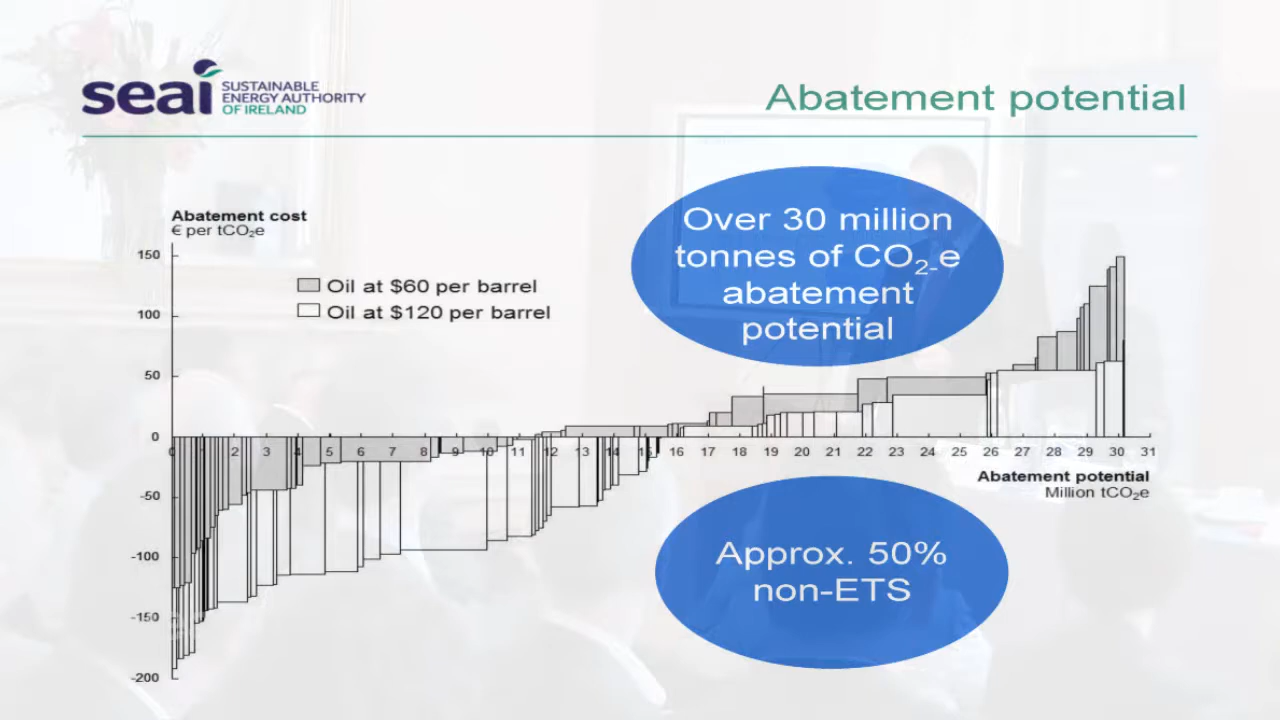 seai SUSTAINABLE
ENERGY AUTHORITY
OF IRELAND
Abatement potential
Abatement cost
€ per tCO₂e
150
100
50
0
-50
-100
-150
-200
Oil at $60 per barrel
Oil at $120 per barrel
Over 30 million
tonnes of CO₂-e
abatement
potential
0 1 2 3 4 5 6 7 8 9 10 11 12 13 14 15 16 17 18 19 20 21 22 23 24 25 26 27 28 29 30 31
Abatement potential
Million tCO₂e
Approx. 50%
non-ETS